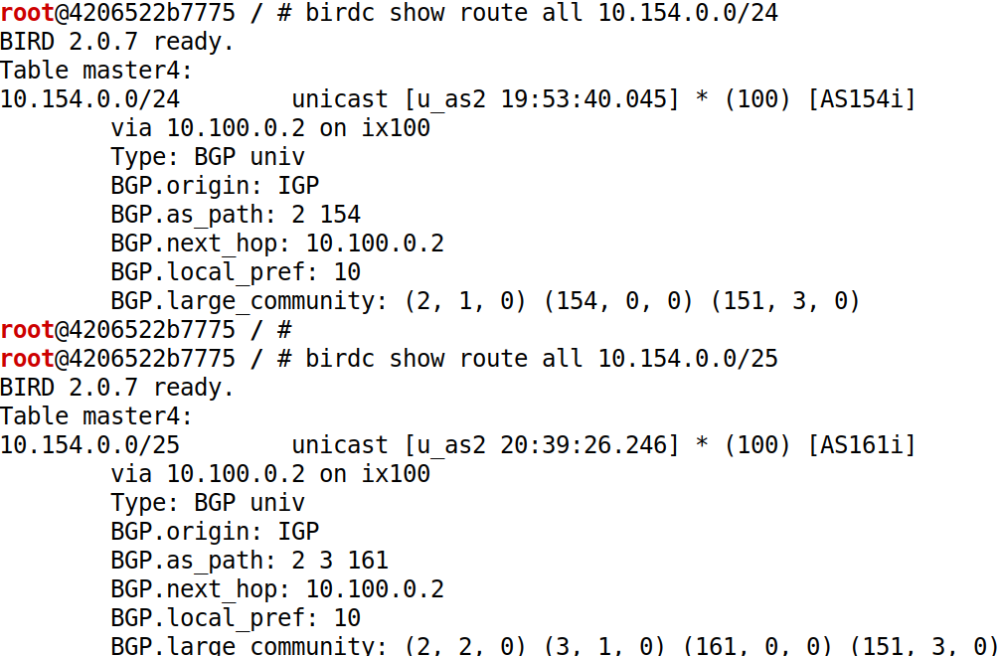 root@4206522b7775 / # birdc show route all 10.154.0.0/24
BIRD 2.0.7 ready.
Table master4:
10.154.0.0/24        unicast [u_as2 19:53:40.045] * (100) [AS154i]
        via 10.100.0.2 on ix100
        Type: BGP univ
        BGP.origin: IGP
        BGP.as_path: 2 154
        BGP.next_hop: 10.100.0.2
        BGP.local_pref: 10
        BGP.large_community: (2, 1, 0) (154, 0, 0) (151, 3, 0)
root@4206522b7775 / #
root@4206522b7775 / # birdc show route all 10.154.0.0/25
BIRD 2.0.7 ready.
Table master4:
10.154.0.0/25        unicast [u_as2 20:39:26.246] * (100) [AS161i]
        via 10.100.0.2 on ix100
        Type: BGP univ
        BGP.origin: IGP
        BGP.as_path: 2 3 161
        BGP.next_hop: 10.100.0.2
        BGP.local_pref: 10
        BGP.large_community: (2, 2, 0) (3, 1, 0) (161, 0, 0) (151, 3, 0)